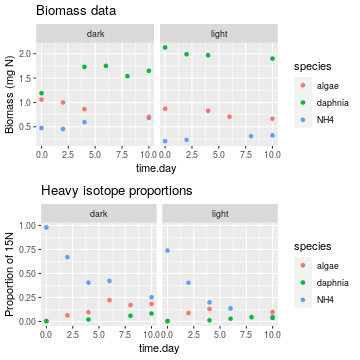 Biomass data
dark light
Biomass (mg N)
2.0
1.5
1.0
0.5
0.0 2.5 5.0 7.5 10.0 0.0 2.5 5.0 7.5 10.0
time.day
species
algae
daphnia
NH4
Heavy isotope proportions
dark light
Proportion of 15N
1.00
0.75
0.50
0.25
0.00
0.0 2.5 5.0 7.5 10.0 0.0 2.5 5.0 7.5 10.0
time.day
species
algae
daphnia
NH4